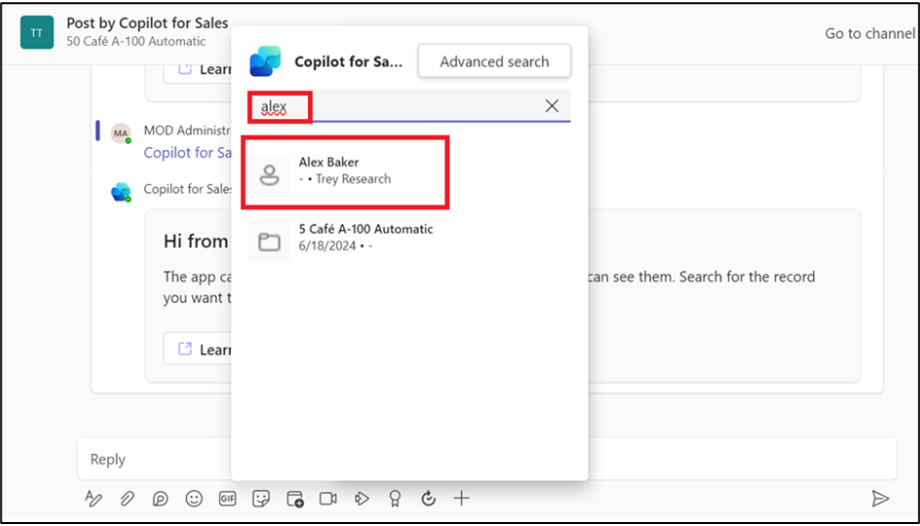 TT
Post by Copilot for Sales
50 Café A-100 Automatic
Go to channel
Learn
MA
MOD Administr
Copilot for Sa
Copilot for Sales
Hi from
The app ca
can see them. Search for the record
you want t
Learn
Copilot for Sa...
Advanced search
alex
Alex Baker
- • Trey Research
5 Café A-100 Automatic
6/18/2024 • -
Reply
GIF